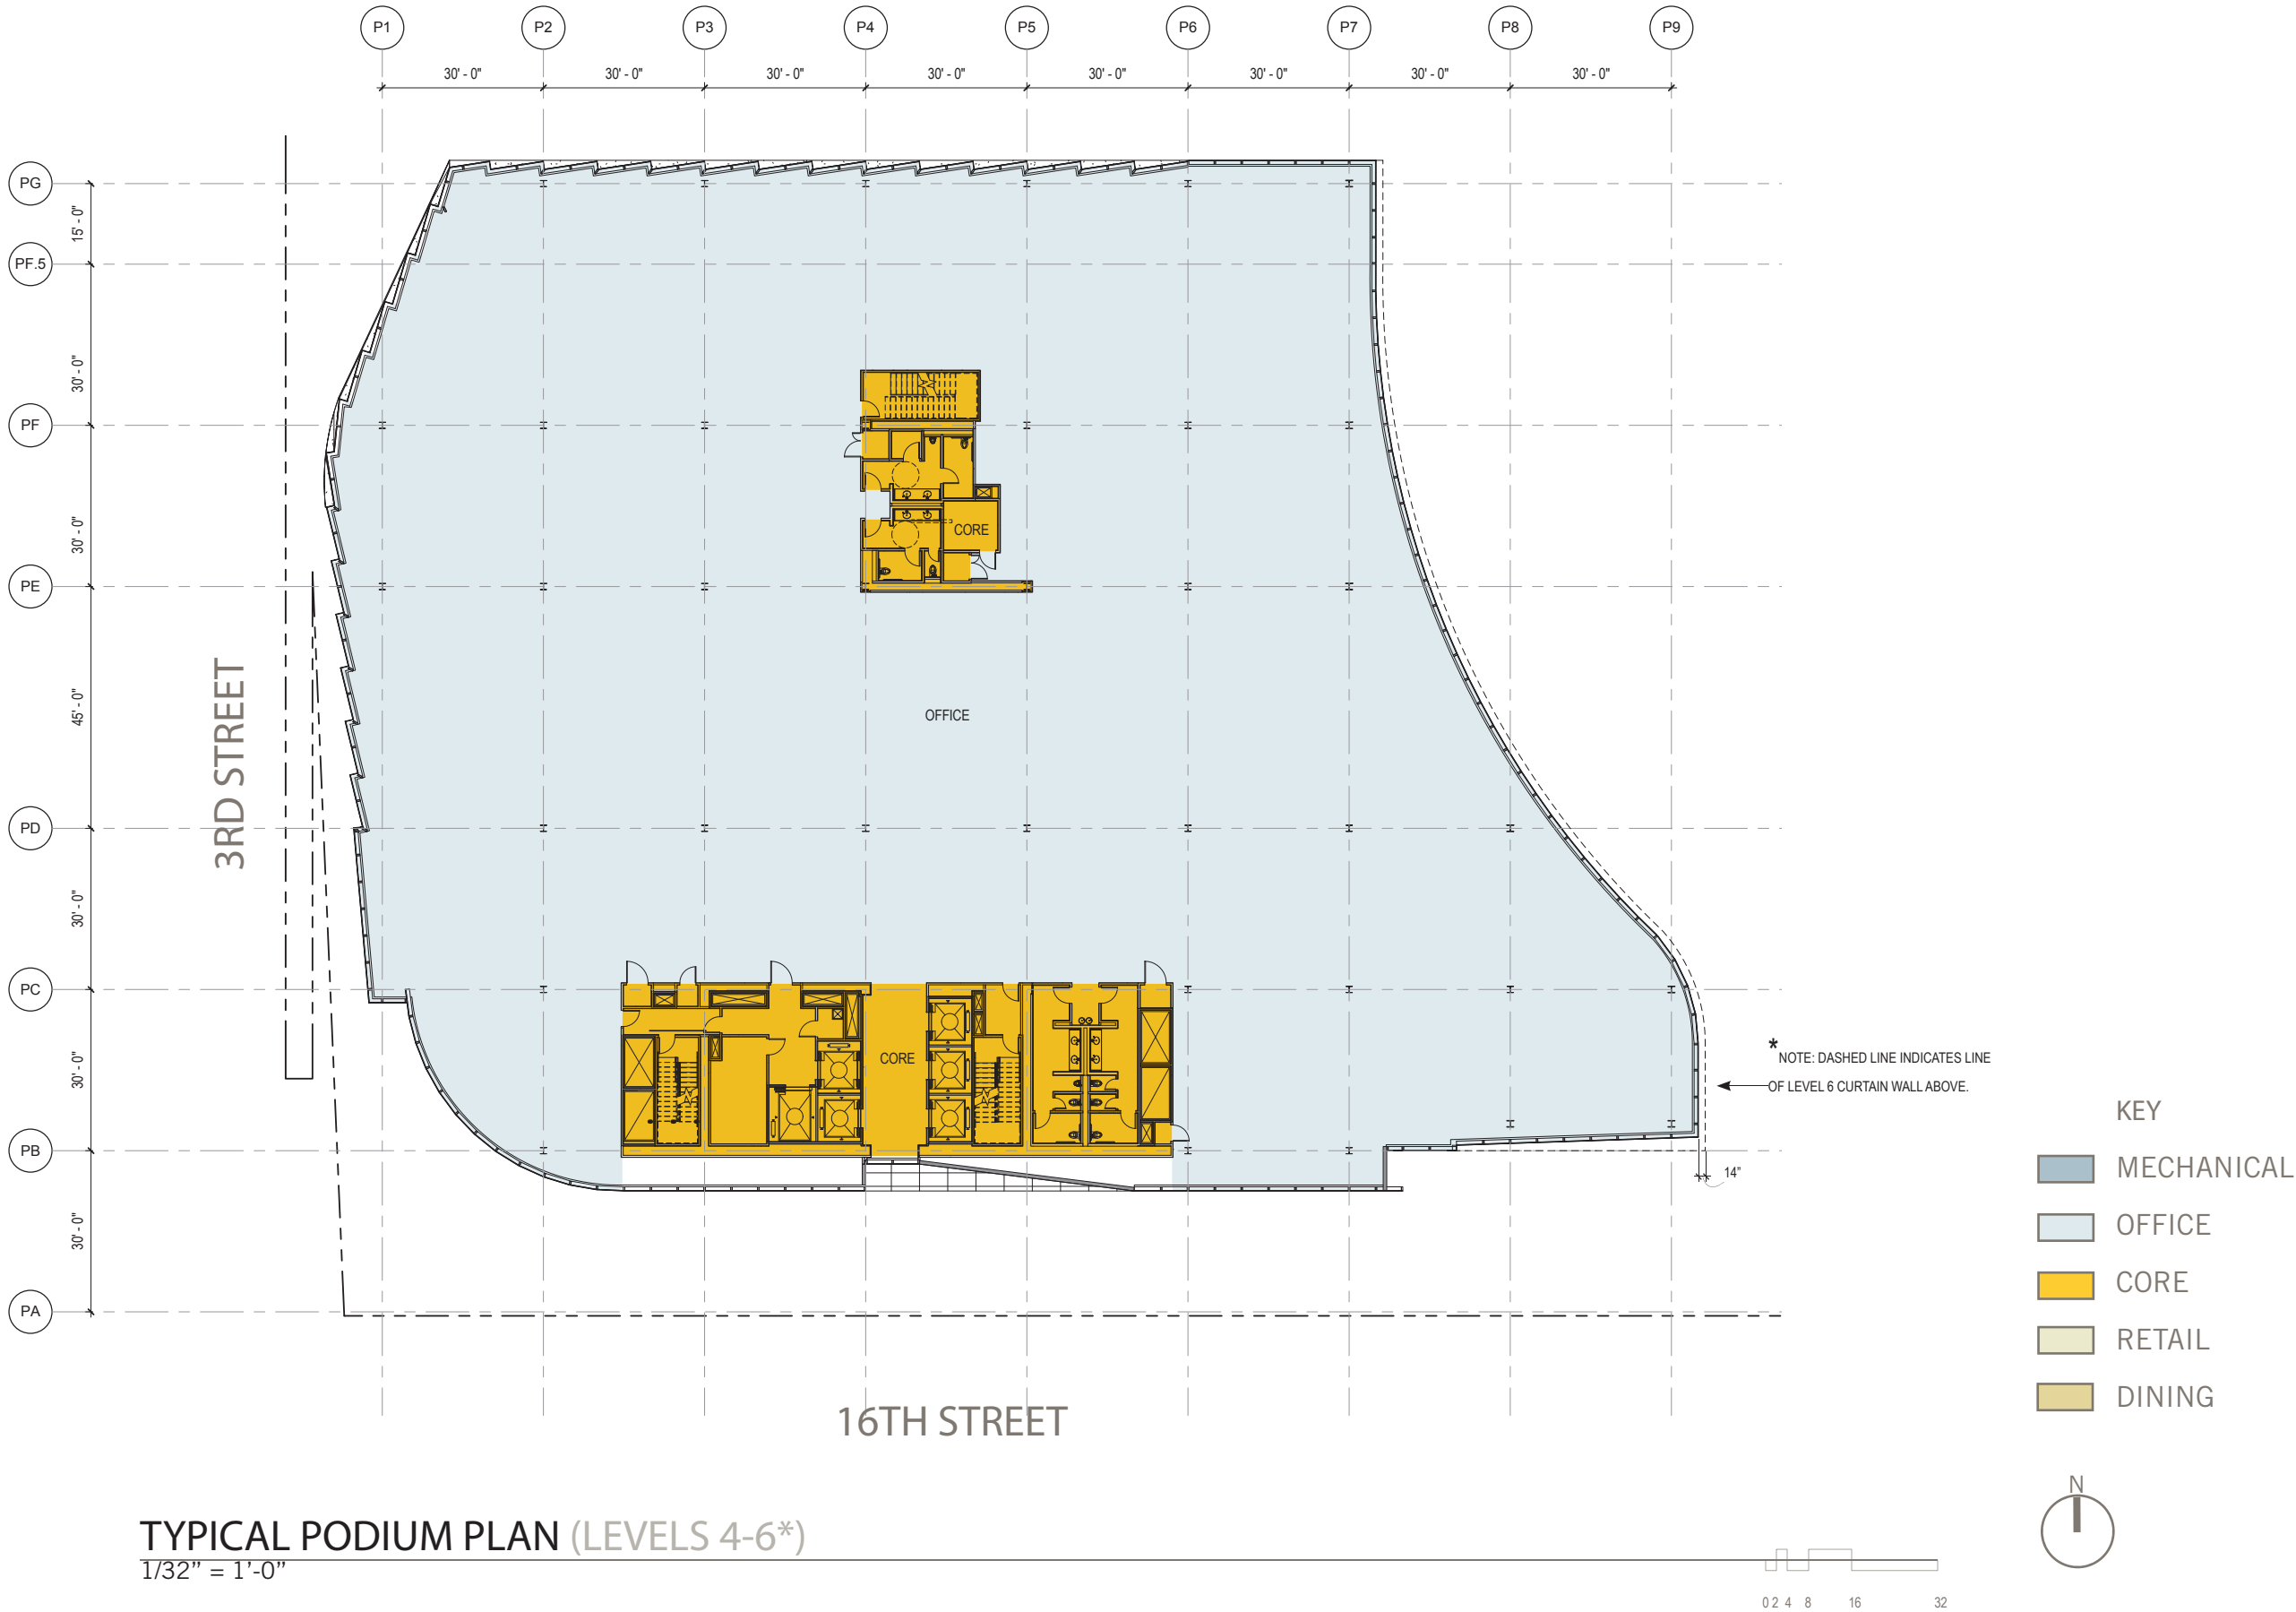 P1 P2 P3 P4 P5 P6 P7 P8 P9
30' - 0" 30' - 0" 30' - 0" 30' - 0" 30' - 0" 30' - 0" 30' - 0" 30' - 0"
PG
15' - 0"
PF.5
30' - 0"
PF
30' - 0"
PE
45' - 0"
PD
30' - 0"
PC
30' - 0"
PB
30' - 0"
PA
3RD STREET
CORE
OFFICE
CORE
*NOTE: DASHED LINE INDICATES LINE
OF LEVEL 6 CURTAIN WALL ABOVE.
14"
16TH STREET
KEY
MECHANICAL
OFFICE
CORE
RETAIL
DINING
N
TYPICAL PODIUM PLAN (LEVELS 4-6*)
1/32” = 1’-0”
0 2 4 8 16 32